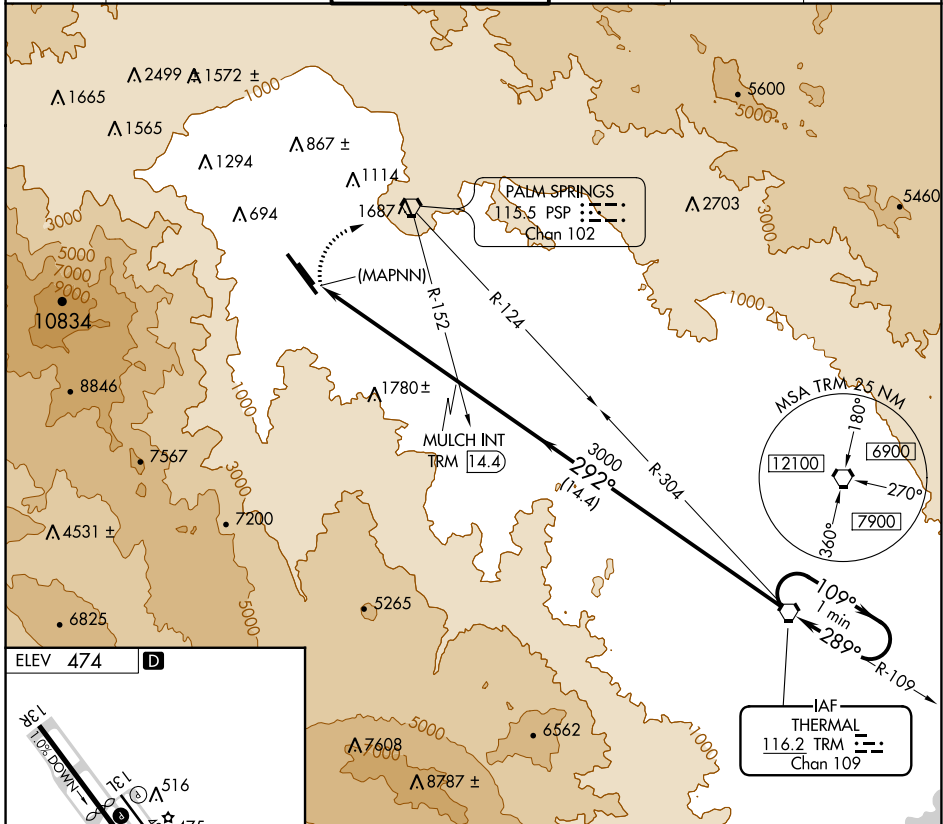 2499
1572 ±
1665
1000
5600
5000
1565
867 ±
1294
1114
PALM SPRINGS
115.5 PSP
Chan 102
1687
694
2703
5460
3000
3000
5000
7000
9000
(MAPNN)
10834
R-152
R-124
1000
8846
1000
1780 ±
MSA TRM 25 NM
180°
6900
12100
270°
7900
360°
MULCH INT
TRM 14.4
3000
292°
(14.4)
R-304
7567
3000
7200
4531 ±
5265
6825
5000
109°
1 min
289°
R-109
IAF
THERMAL
116.2 TRM
Chan 109
ELEV 474 D
13R
1.0% DOWN
13L
516
P
5000
6562
7608
7000
8787 ±
1000